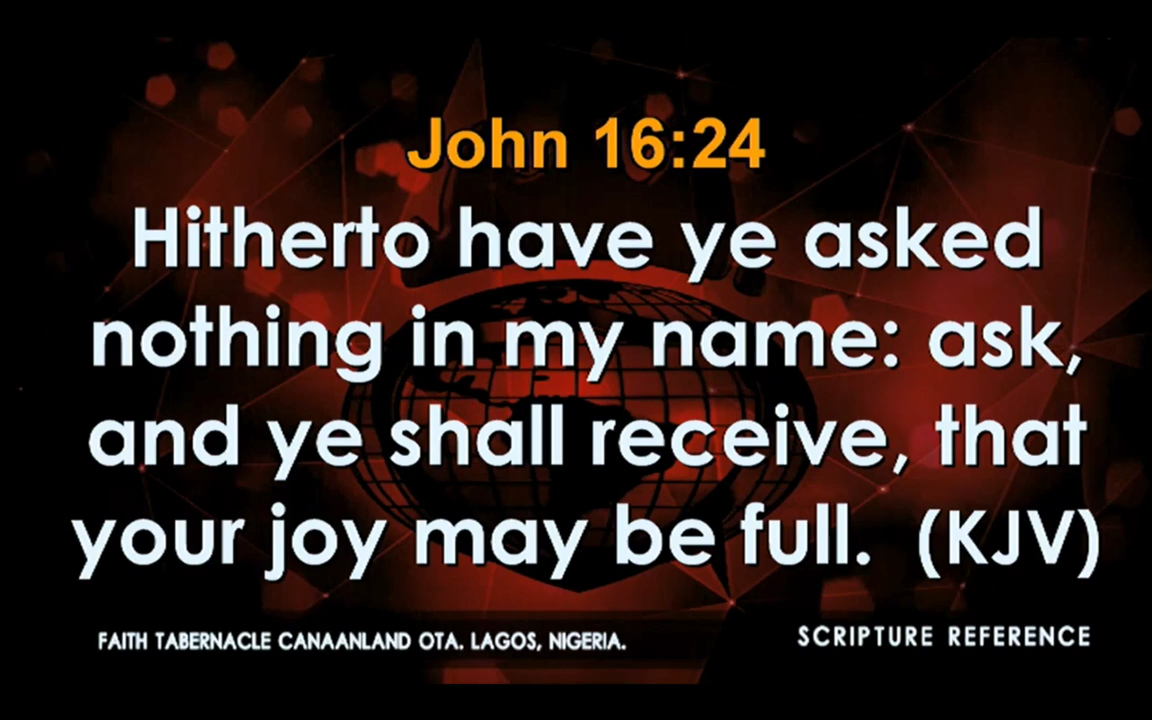 John 16:24
Hitherto have ye asked
nothing in my name: ask,
and ye shall receive, that
your joy may be full. (KJV)
FAITH TABERNACLE CANAANLAND OTA. LAGOS, NIGERIA.
SCRIPTURE REFERENCE